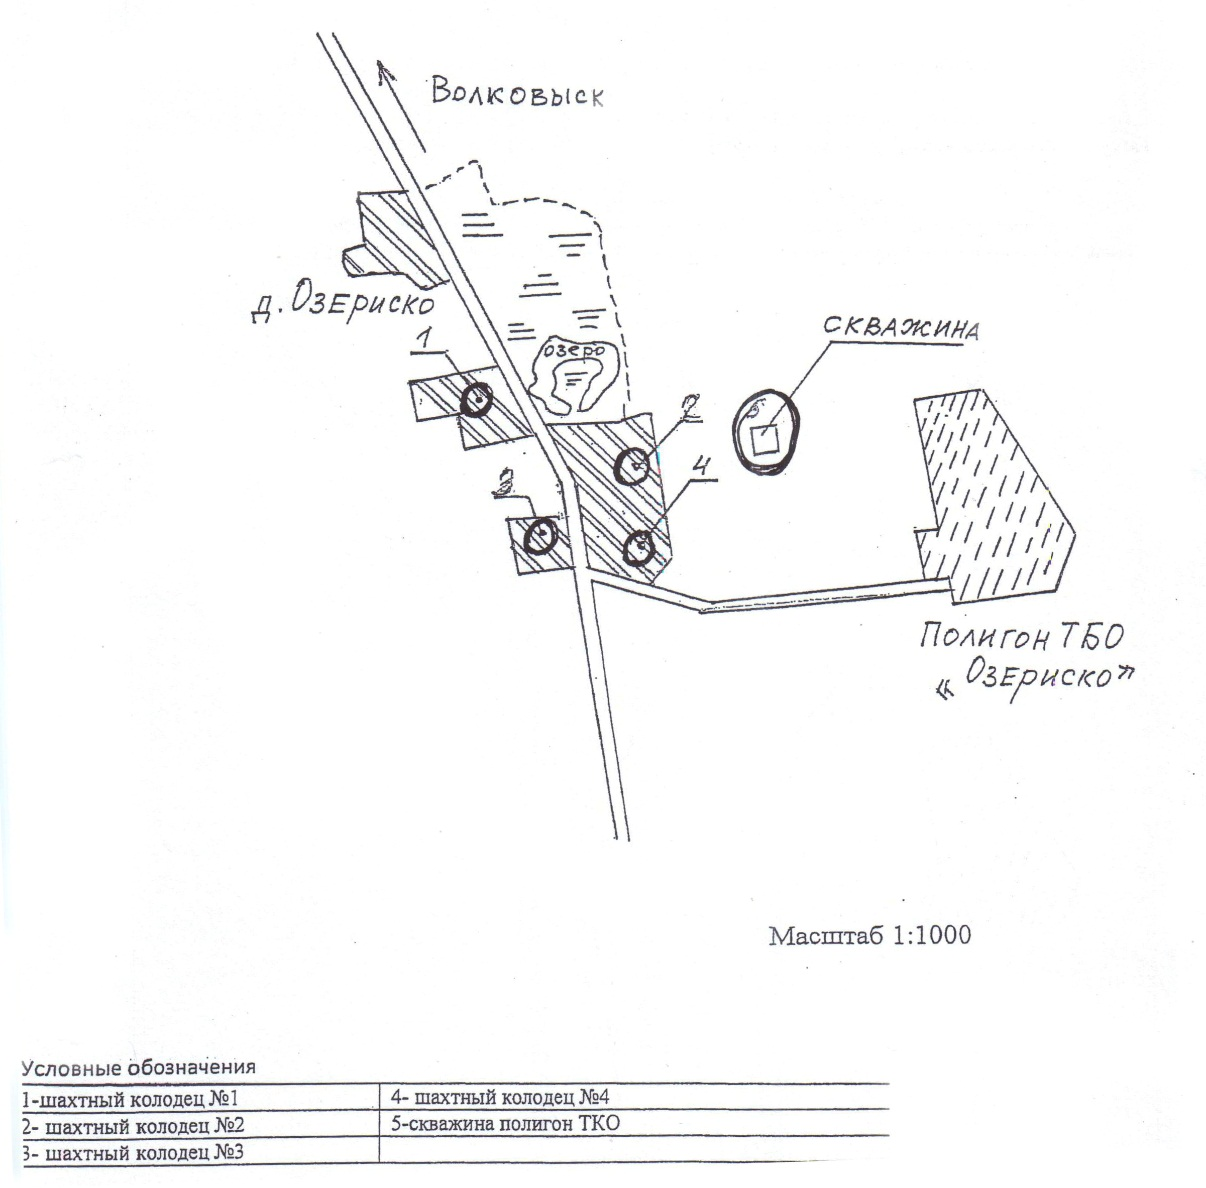 Волковыск
д. Озериско
озеро
скважина
1
2
5
3
4
Полигон ТБО
„Озериско”
Масштаб 1:1000
Условные обозначения
1-шахтный колодец №1
4- шахтный колодец №4
2- шахтный колодец №2
5-скважина полигон ТКО
3- шахтный колодец №3